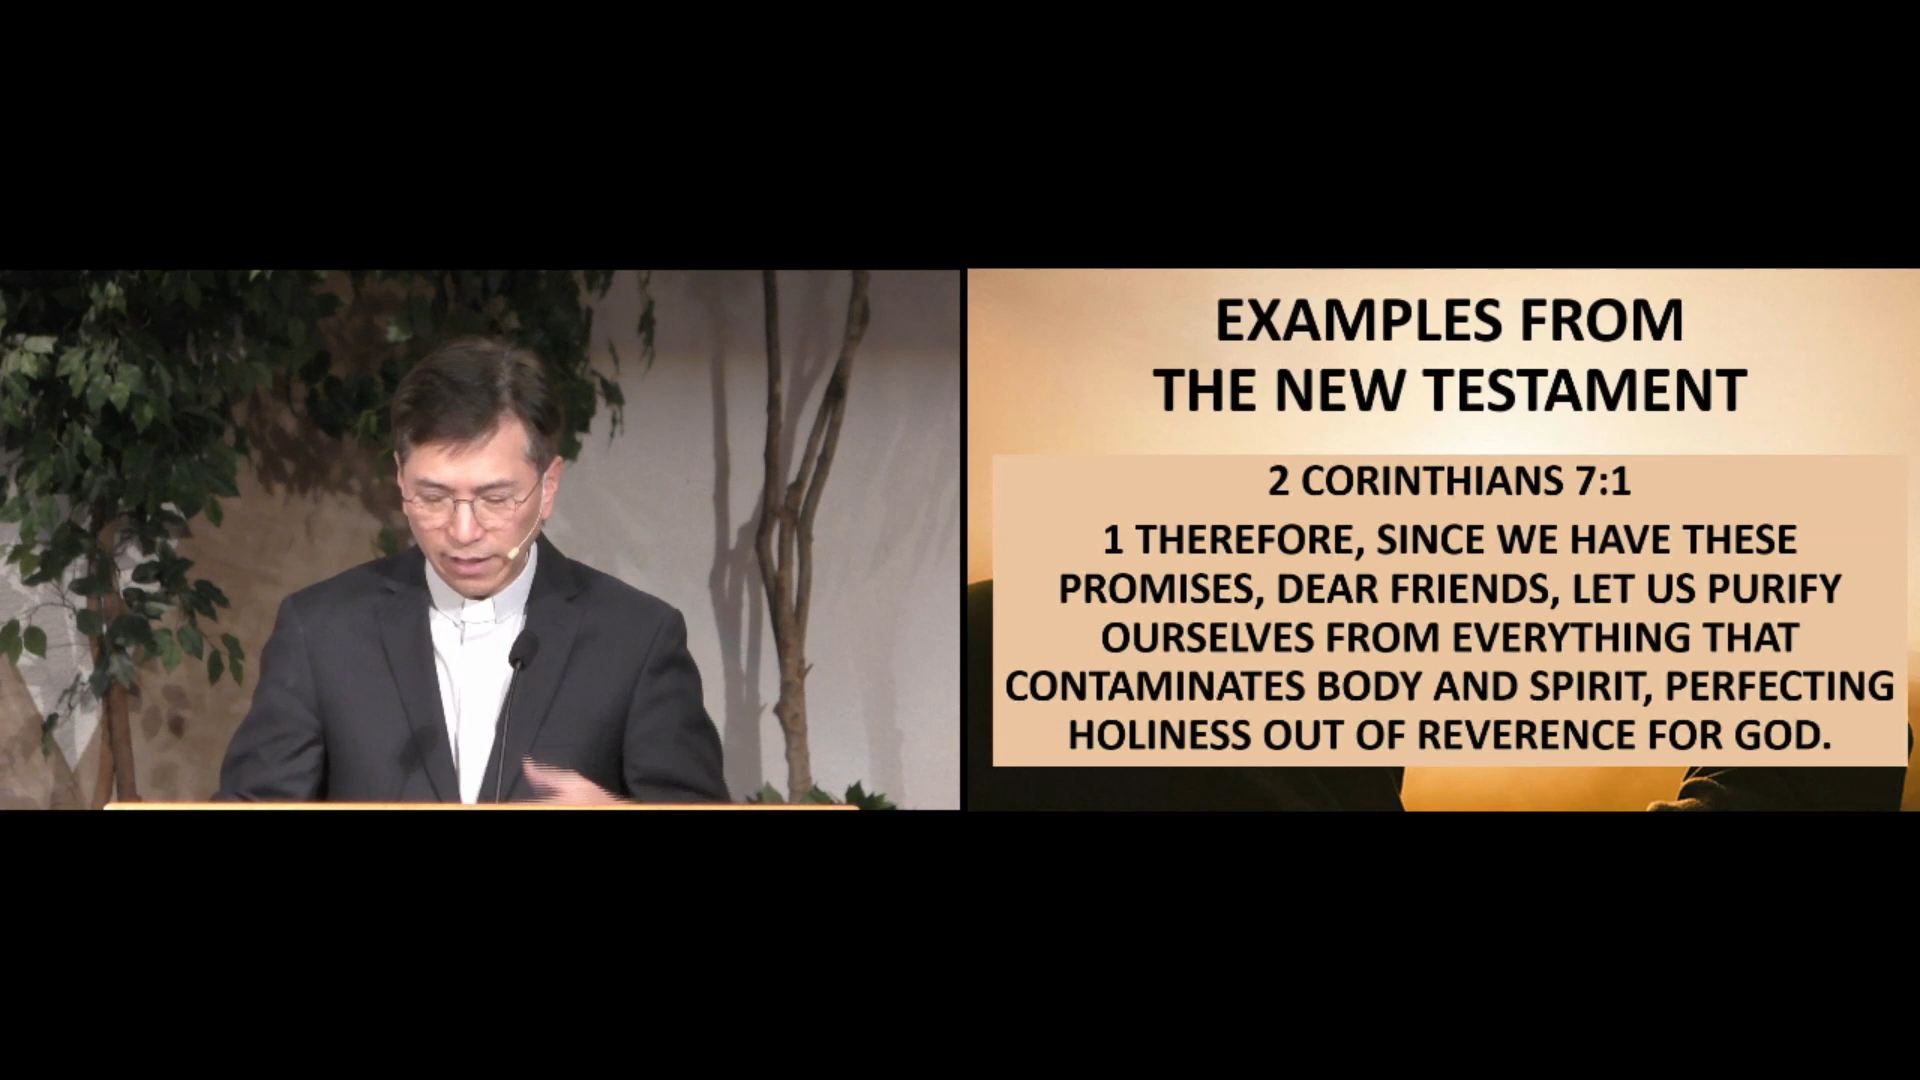 EXAMPLES FROM
THE NEW TESTAMENT
2 CORINTHIANS 7:1
1 THEREFORE, SINCE WE HAVE THESE
PROMISES, DEAR FRIENDS, LET US PURIFY
OURSELVES FROM EVERYTHING THAT
CONTAMINATES BODY AND SPIRIT, PERFECTING
HOLINESS OUT OF REVERENCE FOR GOD.